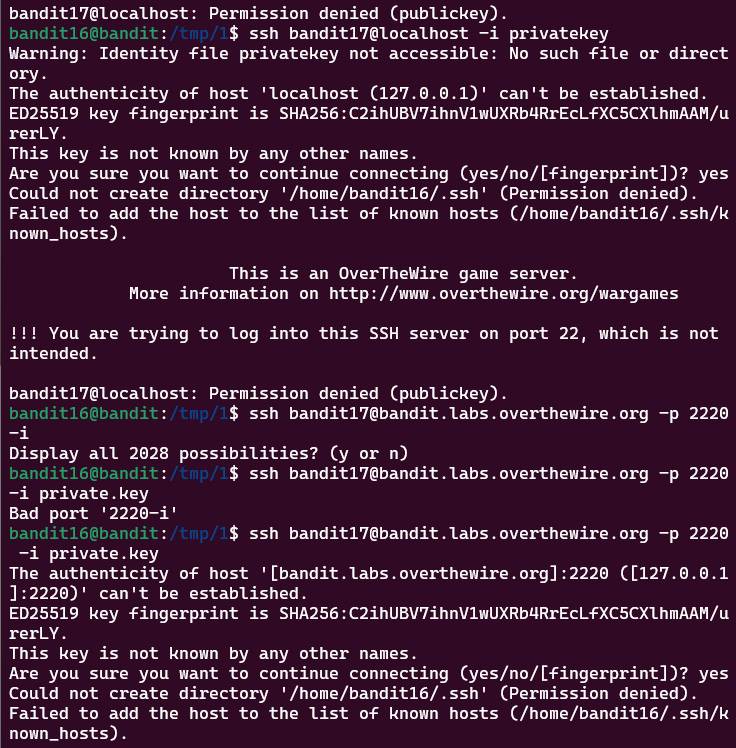 bandit17@localhost: Permission denied (publickey).
bandit16@bandit:/tmp/1$ ssh bandit17@localhost -i privatekey
Warning: Identity file privatekey not accessible: No such file or direct
ory.
The authenticity of host 'localhost (127.0.0.1)' can't be established.
ED25519 key fingerprint is SHA256:C2ihUBV7ihnV1wUXRb4RrEcLfXC5CXlhmAAM/u
rerLY.
This key is not known by any other names.
Are you sure you want to continue connecting (yes/no/[fingerprint])? yes
Could not create directory '/home/bandit16/.ssh' (Permission denied).
Failed to add the host to the list of known hosts (/home/bandit16/.ssh/k
nown_hosts).
This is an OverTheWire game server.
More information on http://www.overthewire.org/wargames
!!! You are trying to log into this SSH server on port 22, which is not
intended.
bandit17@localhost: Permission denied (publickey).
bandit16@bandit:/tmp/1$ ssh bandit17@bandit.labs.overthewire.org -p 2220
-i
Display all 2028 possibilities? (y or n)
bandit16@bandit:/tmp/1$ ssh bandit17@bandit.labs.overthewire.org -p 2220
-i private.key
Bad port '2220-i'
bandit16@bandit:/tmp/1$ ssh bandit17@bandit.labs.overthewire.org -p 2220
-i private.key
The authenticity of host '[bandit.labs.overthewire.org]:2220 ([127.0.0.1
]:2220)' can't be established.
ED25519 key fingerprint is SHA256:C2ihUBV7ihnV1wUXRb4RrEcLfXC5CXlhmAAM/u
rerLY.
This key is not known by any other names.
Are you sure you want to continue connecting (yes/no/[fingerprint])? yes
Could not create directory '/home/bandit16/.ssh' (Permission denied).
Failed to add the host to the list of known hosts (/home/bandit16/.ssh/k
nown_hosts).